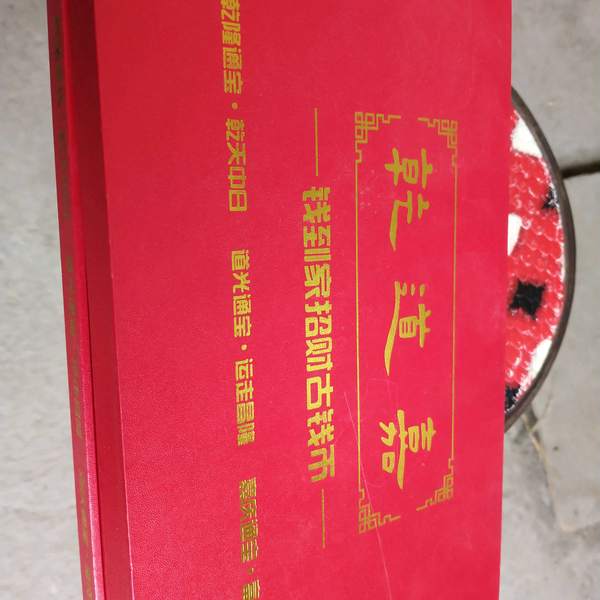 乾道嘉
钱到家招财古钱币
乾隆通宝·乾天中日
道光通宝·运往昌隆
嘉庆通宝·